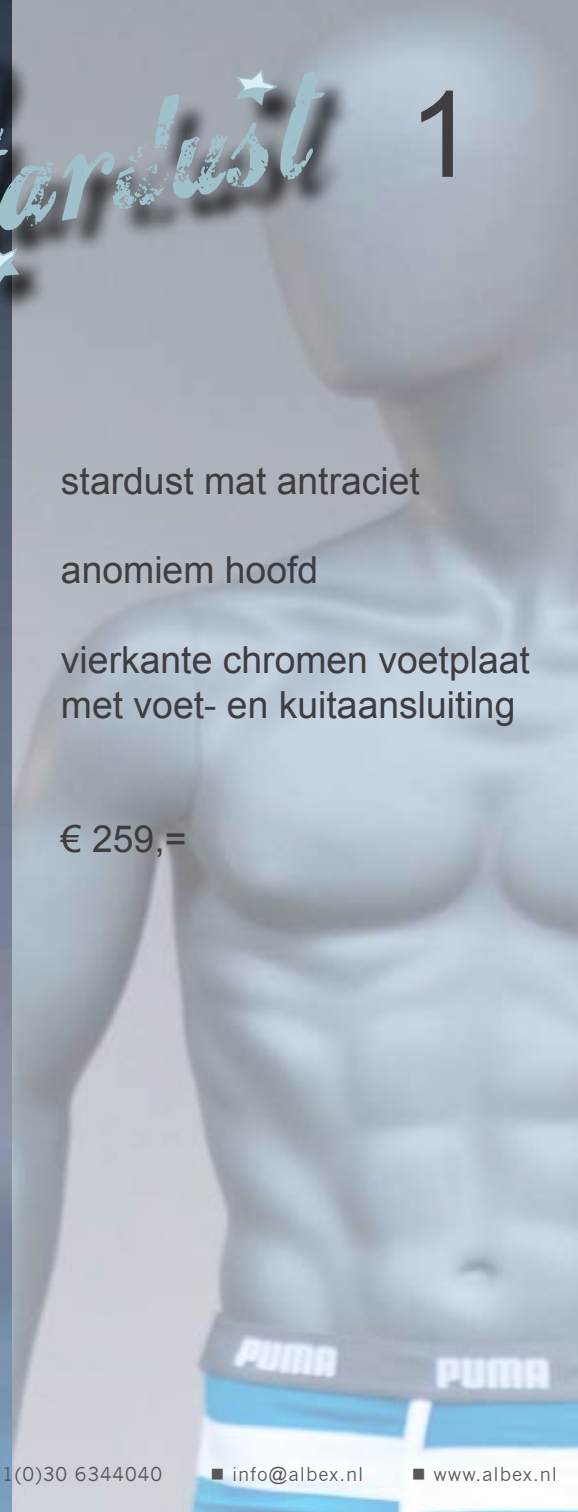 ardust 1
stardust mat antraciet
anomiem hoofd
vierkante chromen voetplaat
met voet- en kuitaansluiting
€ 259,=
PUMA PUMA
1(0)30 6344040 ■ info@albex.nl ■ www.albex.nl